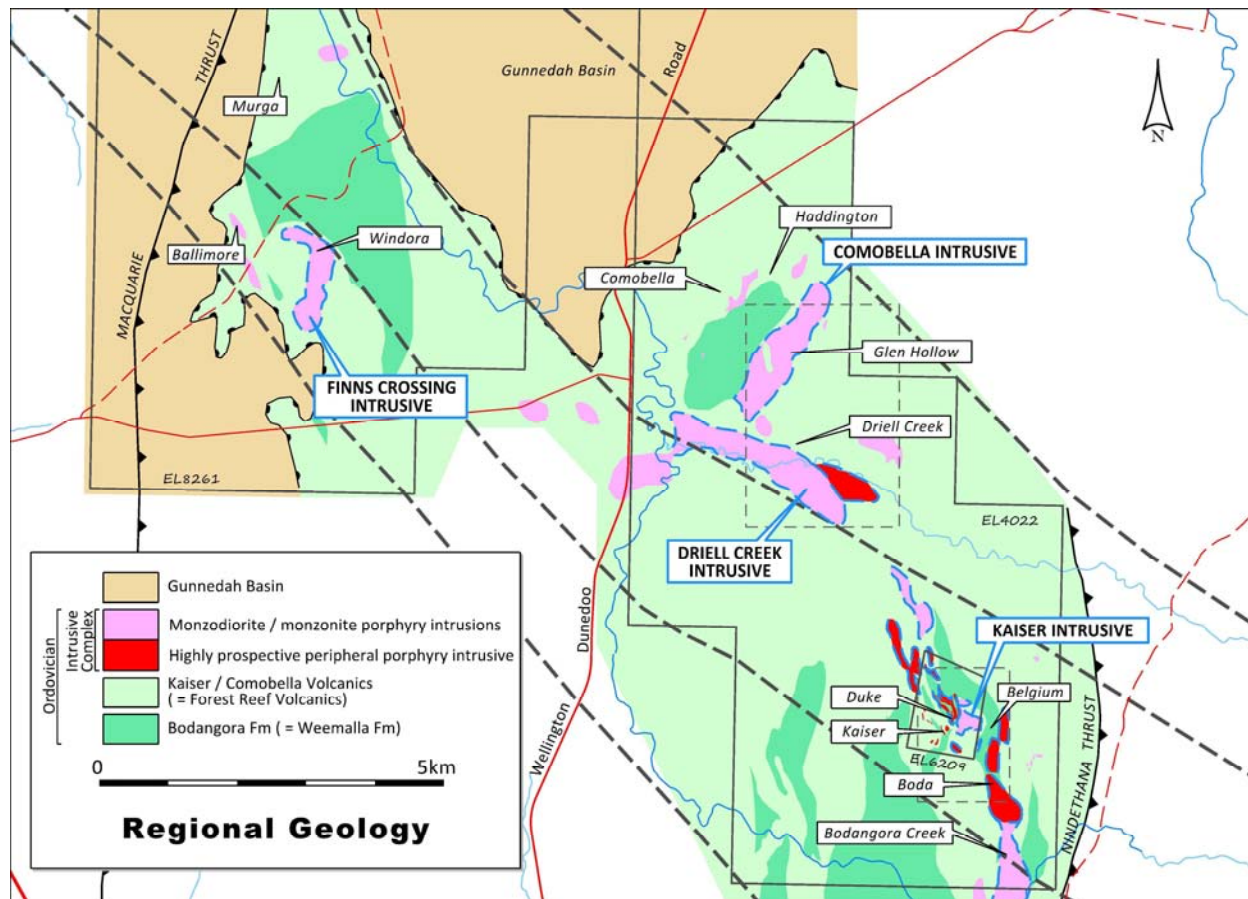 Gunnedah Basin
Road
MACQUARIE
THRUST
Murga
N
Ballimore
Windora
Haddington
Comobella
COMOBELLA INTRUSIVE
Glen Hollow
FINNS CROSSING
INTRUSIVE
Driell Creek
EL8261
EL4022
DRIELL CREEK
INTRUSIVE
KAISER INTRUSIVE
Duke
Belgium
Kaiser
EL6209
Boda
Bodangora Creek
NINDETHANA THRUST
Wellington
Dunedoo
Ordovician
Intrusive
Complex
Gunnedah Basin
Monzodiorite / monzonite porphyry intrusions
Highly prospective peripheral porphyry intrusive
Kaiser / Comobella Volcanics
( = Forest Reef Volcanics)
Bodangora Fm ( = Weemalla Fm)
0 5km
Regional Geology